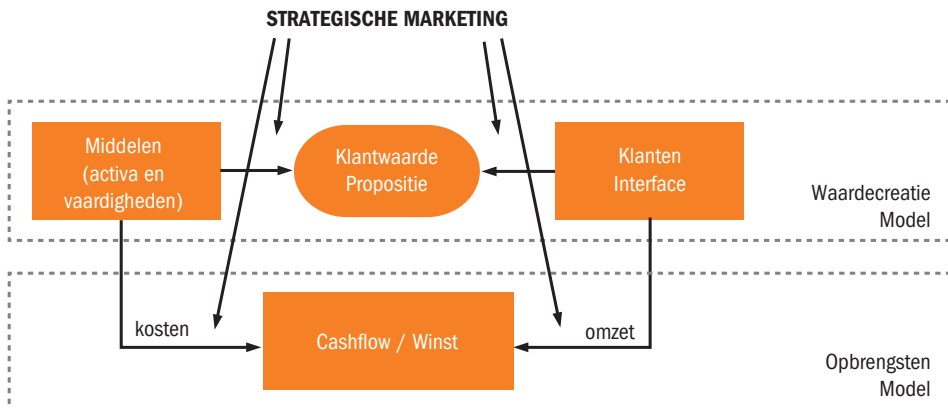 STRATEGISCHE MARKETING
Middelen
(activa en
vaardigheden)
Klantwaarde
Propositie
Klanten
Interface
Waardecreatie
Model
kosten
Cashflow / Winst
omzet
Opbrengsten
Model